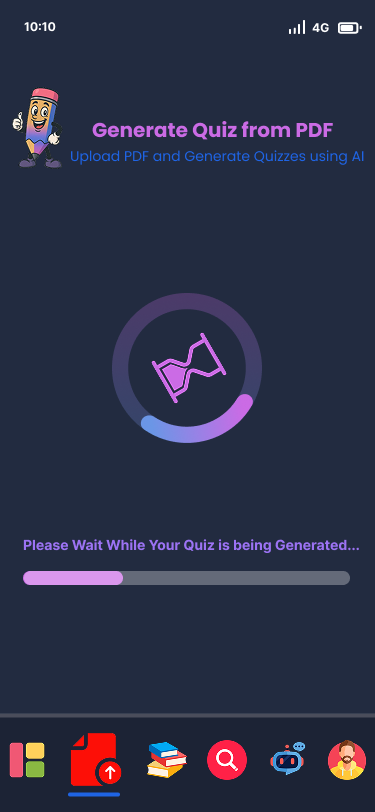 10:10
4G
Generate Quiz from PDF
Upload PDF and Generate Quizzes using AI
Please Wait While Your Quiz is being Generated...